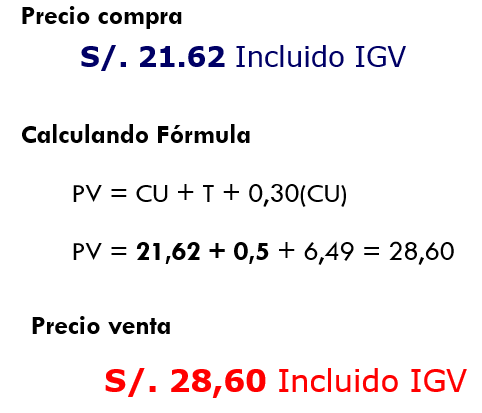 Precio compra
S/. 21.62 Incluido IGV
Calculando Fórmula
PV = CU + T + 0,30(CU)
PV = 21,62 + 0,5 + 6,49 = 28,60
Precio venta
S/. 28,60 Incluido IGV